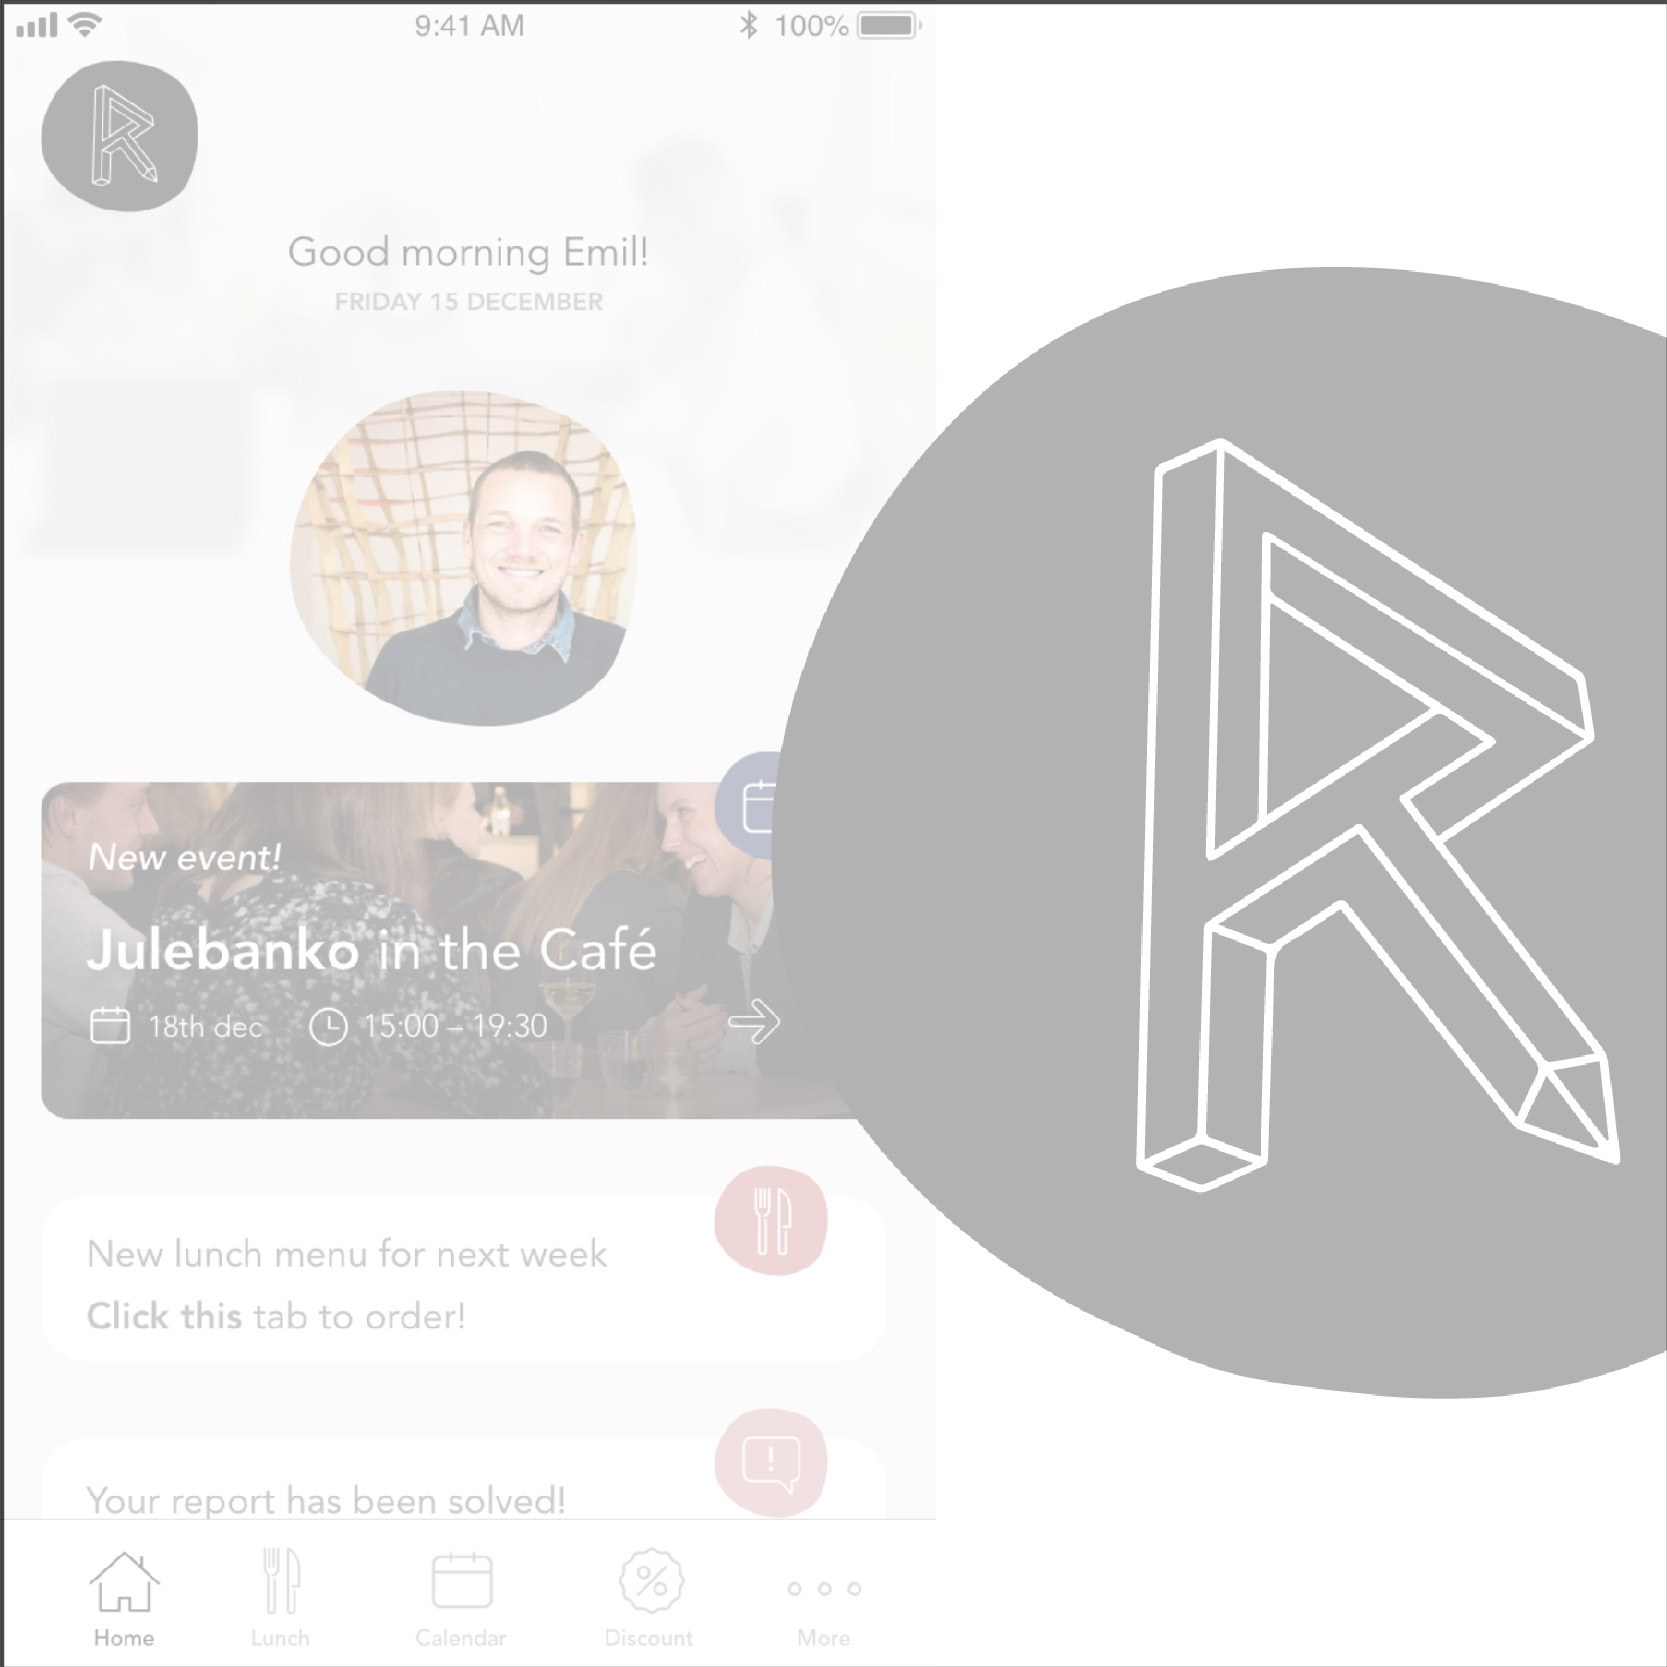 9:41 AM
100%
R
Good morning Emil!
FRIDAY 15 DECEMBER
New event!
Julebanko in the Café
18th dec
15:00 – 19:30
New lunch menu for next week
Click this tab to order!
Your report has been solved!
Home
Lunch
Calendar
Discount
More
R